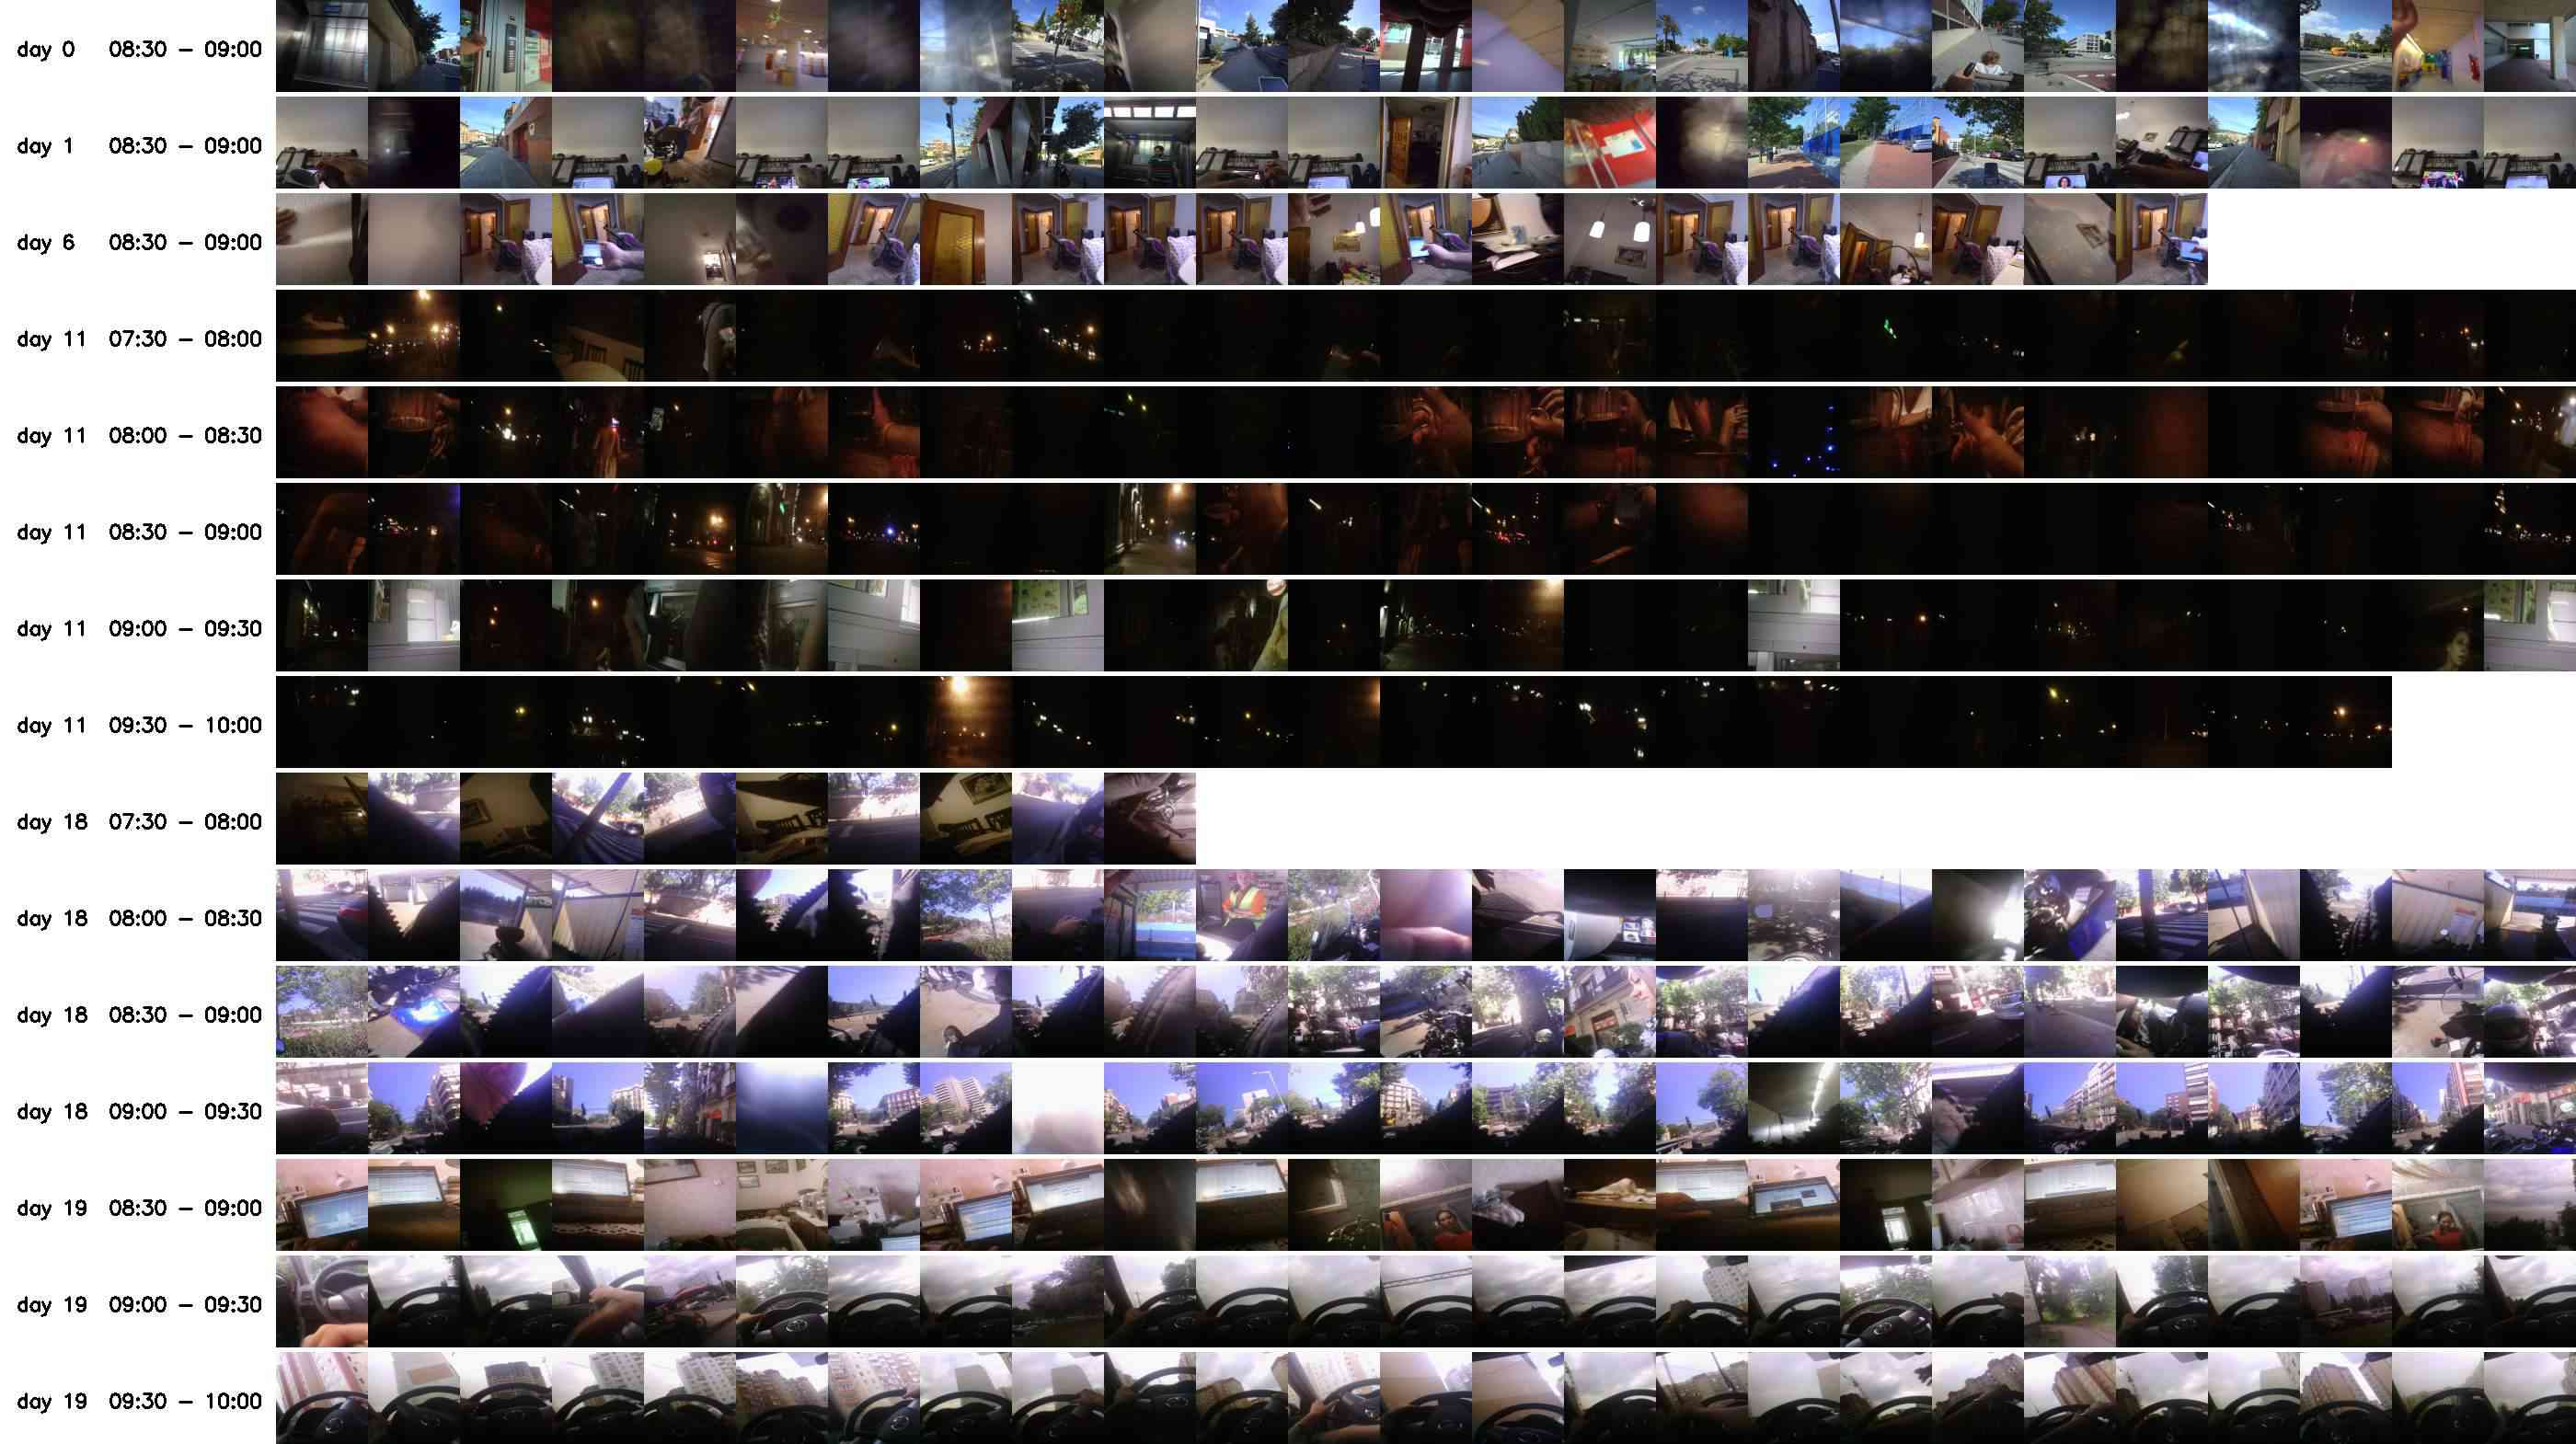 day 0 08:30 – 09:00
day 1 08:30 – 09:00
day 6 08:30 – 09:00
day 11 07:30 – 08:00
day 11 08:00 – 08:30
day 11 08:30 – 09:00
day 11 09:00 – 09:30
day 11 09:30 – 10:00
day 18 07:30 – 08:00
day 18 08:00 – 08:30
day 18 08:30 – 09:00
day 18 09:00 – 09:30
day 19 08:30 – 09:00
day 19 09:00 – 09:30
day 19 09:30 – 10:00